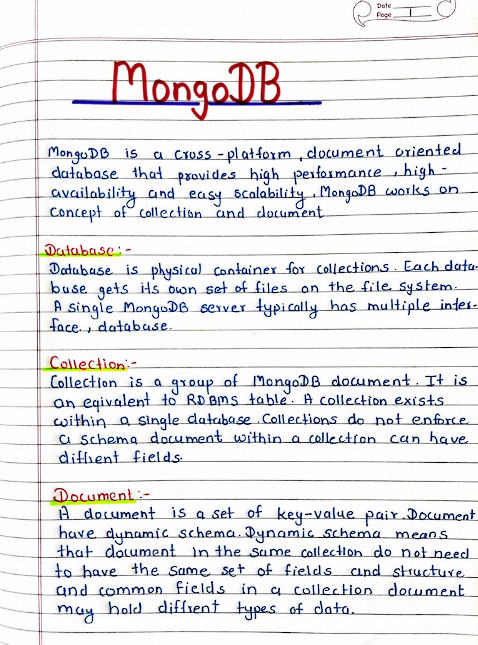 Date
Page 1
MongoDB
MongoDB is a cross-platform, document oriented
database that provides high performance, high-
availability and easy scalability. MongoDB works on
concept of collection and document
Database:-
Database is physical container for collections. Each data-
base gets its own set of files on the file system.
A single MongoDB server typically has multiple inter-
face., database.
Collection:-
Collection is a group of MongoDB document. It is
an eqivalent to RDBMS table. A collection exists
within a single database. Collections do not enforce
a schema document within a collection can have
diffient fields.
Document:-
A document is a set of key-value pair. Document
have dynamic schema. Dynamic schema means
that document in the same collection do not need
to have the same set of fields and structure
and common fields in a collection document
may hold diffrent types of data.